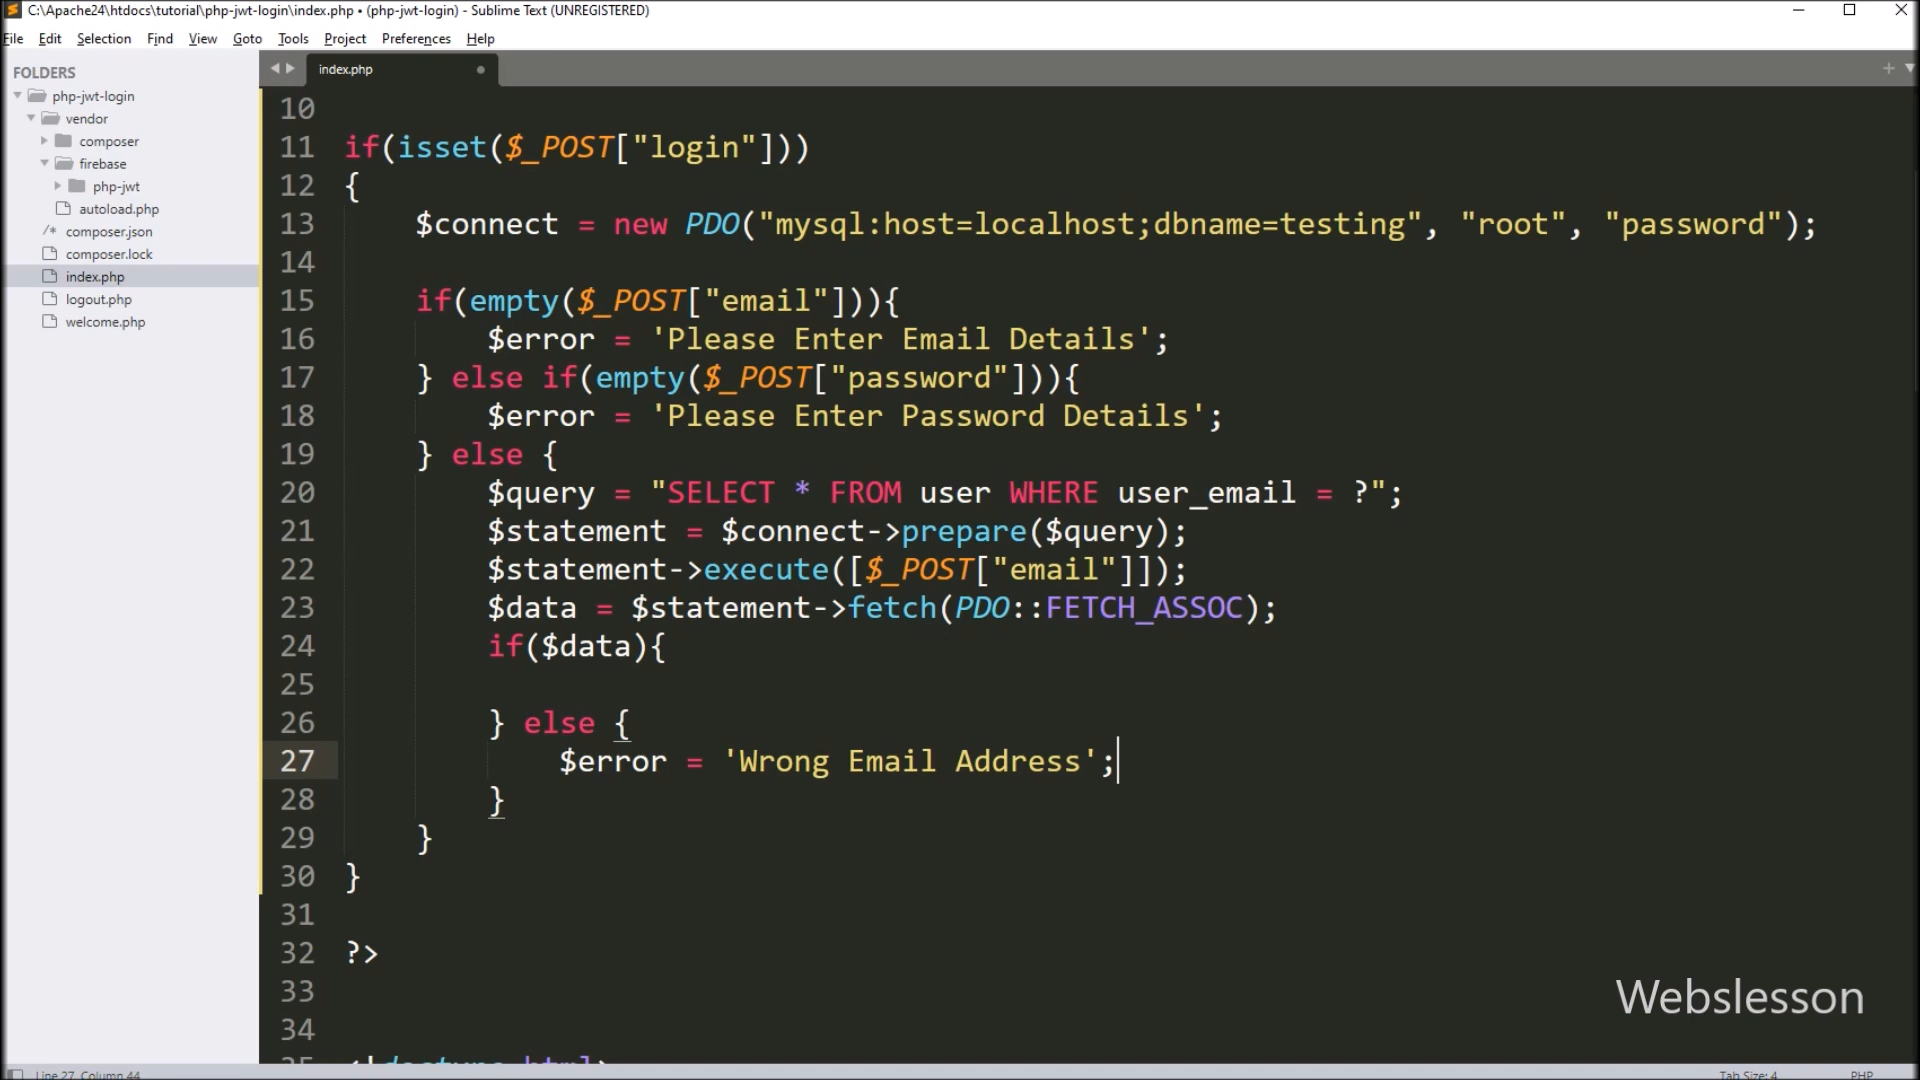 C:\Apache24\htdocs\tutorial\php-jwt-login\index.php • (php-jwt-login) - Sublime Text (UNREGISTERED)
File Edit Selection Find View Goto Tools Project Preferences Help
FOLDERS
php-jwt-login
vendor
composer
firebase
php-jwt
autoload.php
composer.json
composer.lock
index.php
logout.php
welcome.php
index.php
10
11 if(isset($_POST["login"]))
12 {
13 $connect = new PDO("mysql:host=localhost;dbname=testing", "root", "password");
14
15 if(empty($_POST["email"])){
16 $error = 'Please Enter Email Details';
17 } else if(empty($_POST["password"])){
18 $error = 'Please Enter Password Details';
19 } else {
20 $query = "SELECT * FROM user WHERE user_email = ?";
21 $statement = $connect->prepare($query);
22 $statement->execute([$_POST["email"]]);
23 $data = $statement->fetch(PDO::FETCH_ASSOC);
24 if($data){
25
26 } else {
27 $error = 'Wrong Email Address';
28 }
29 }
30 }
31
32 ?>
33
34
35 <!doctype html>
Webslesson
Line 27, Column 44
Tab Size: 4
PHP